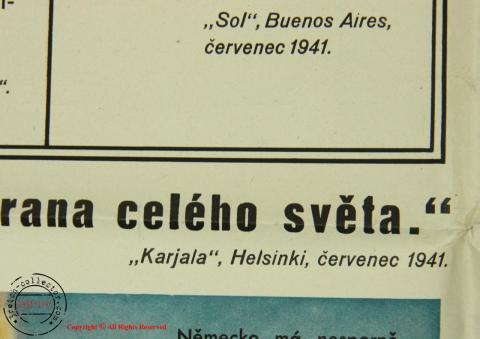 „Sol“, Buenos Aires,
červenec 1941.
“.
rana celého světa.“
„Karjala“, Helsinki, červenec 1941.
Copyright © All Rights Reserved
Německo má